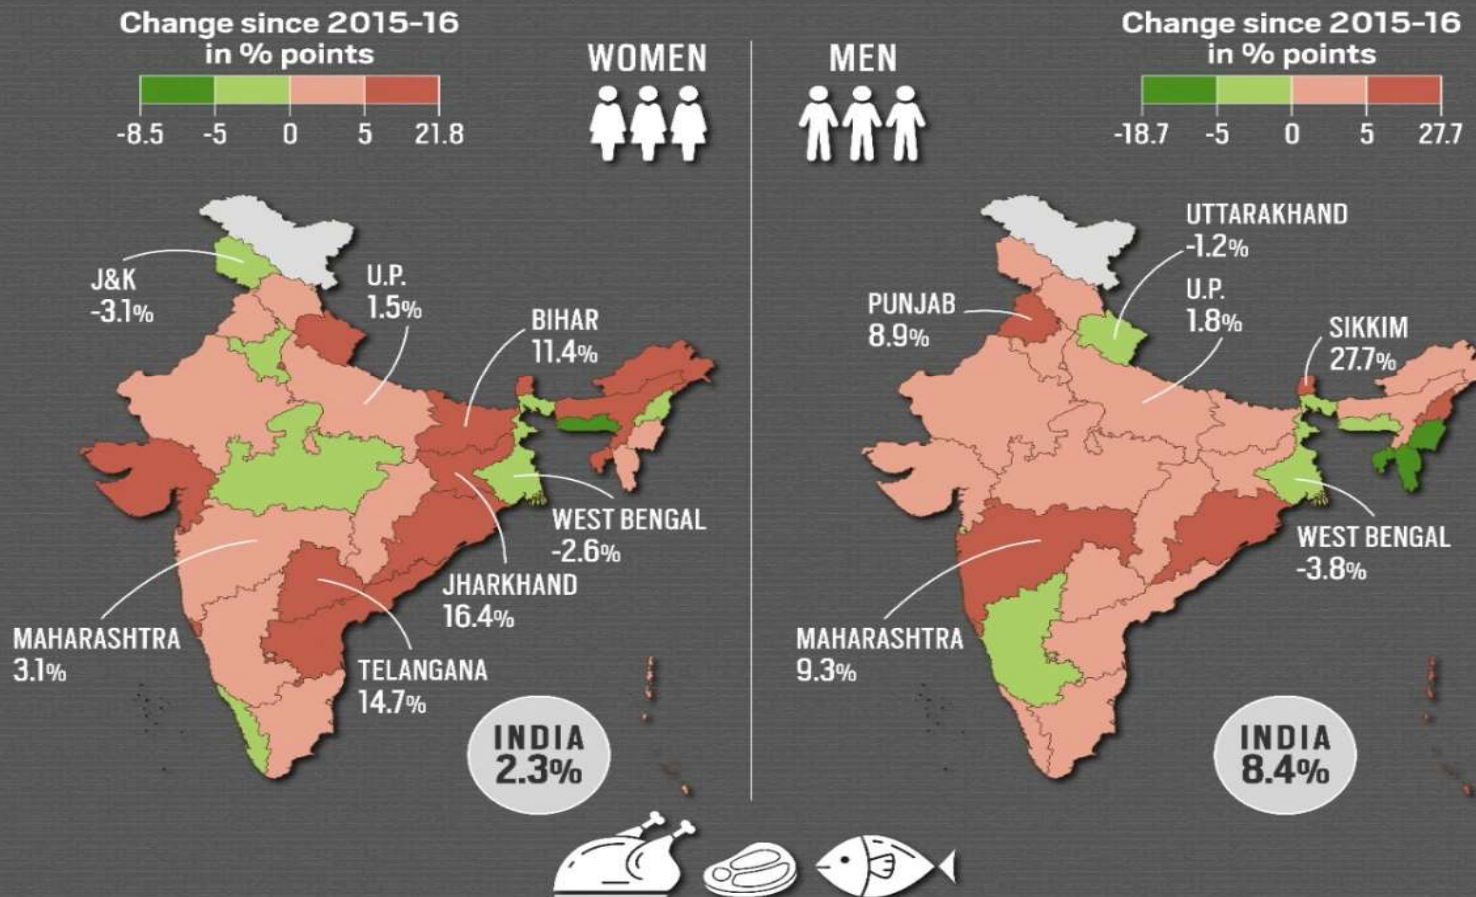 Change since 2015-16
in % points
-8.5 -5 0 5 21.8
WOMEN
MEN
Change since 2015-16
in % points
-18.7 -5 0 5 27.7
J&K
-3.1%
U.P.
1.5%
BIHAR
11.4%
WEST BENGAL
-2.6%
JHARKHAND
16.4%
MAHARASHTRA
3.1%
TELANGANA
14.7%
INDIA
2.3%
UTTARAKHAND
-1.2%
PUNJAB
8.9%
U.P.
1.8%
SIKKIM
27.7%
WEST BENGAL
-3.8%
MAHARASHTRA
9.3%
INDIA
8.4%